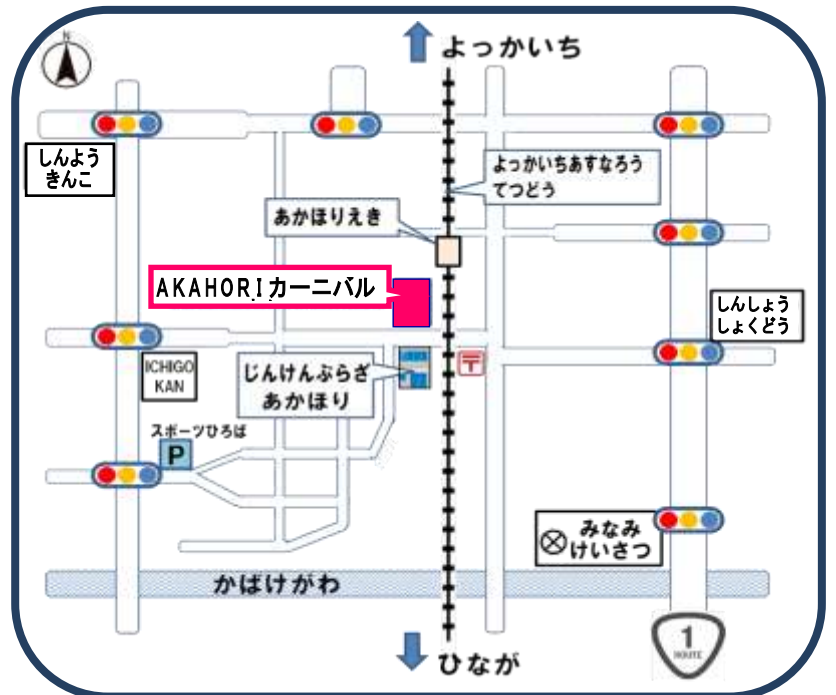 N
よっかいち
しんよう
きんこ
よっかいちあすなろう
てつどう
あかほりえき
AKAHORIカーニバル
しんしょう
しょくどう
ICHIGO
KAN
じんけんぷらざ
あかほり
〒
スポーツひろば
P
みなみ
けいさつ
かばけがわ
1
ROUTE
ひなが